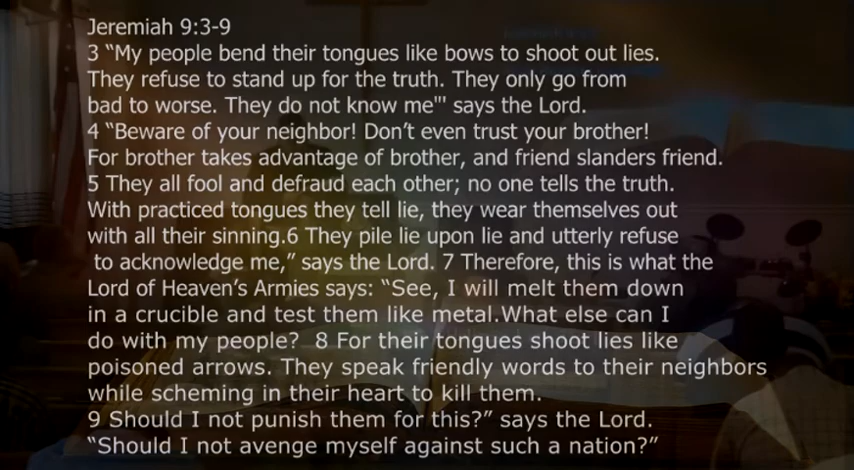 Jeremiah 9:3-9
3 “My people bend their tongues like bows to shoot out lies.
They refuse to stand up for the truth. They only go from
bad to worse. They do not know me"' says the Lord.
4 “Beware of your neighbor! Don’t even trust your brother!
For brother takes advantage of brother, and friend slanders friend.
5 They all fool and defraud each other; no one tells the truth.
With practiced tongues they tell lie, they wear themselves out
with all their sinning.6 They pile lie upon lie and utterly refuse
to acknowledge me,” says the Lord. 7 Therefore, this is what the
Lord of Heaven’s Armies says: “See, I will melt them down
in a crucible and test them like metal.What else can I
do with my people?  8 For their tongues shoot lies like
poisoned arrows. They speak friendly words to their neighbors
while scheming in their heart to kill them.
9 Should I not punish them for this?” says the Lord.
“Should I not avenge myself against such a nation?”